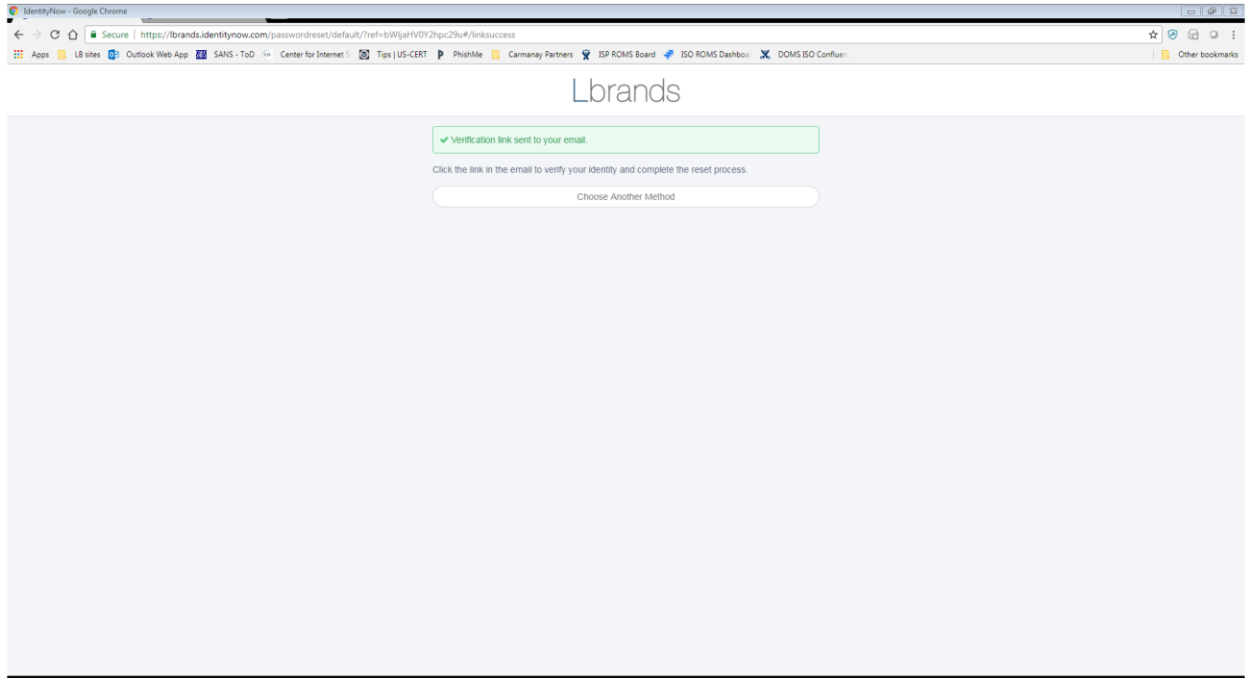 IdentityNow - Google Chrome
Secure | https://lbrands.identitynow.com/passwordreset/default/?ref=bWljaHV0Y2hpc29u#/linksuccess
Apps LB sites Outlook Web App SANS - ToD Center for Internet S Tips | US-CERT PhishMe Carmanay Partners ISP ROMS Board ISO ROMS Dashboar DOMS ISO Confluen Other bookmarks
Lbrands
✔ Verification link sent to your email.
Click the link in the email to verify your identity and complete the reset process.
Choose Another Method